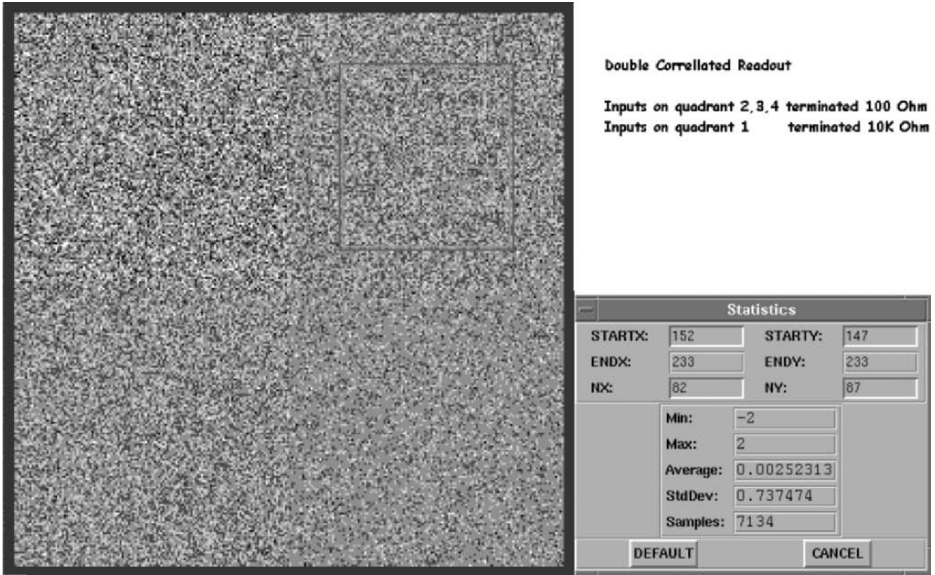 Double Correllated Readout
Inputs on quadrant 2,3,4 terminated 100 Ohm
Inputs on quadrant 1 terminated 10K Ohm
Statistics
STARTX: 152 STARTY: 147
ENDX: 233 ENDY: 233
NX: 82 NY: 87
Min: -2
Max: 2
Average: 0.00252313
StdDev: 0.737474
Samples: 7134
DEFAULT CANCEL